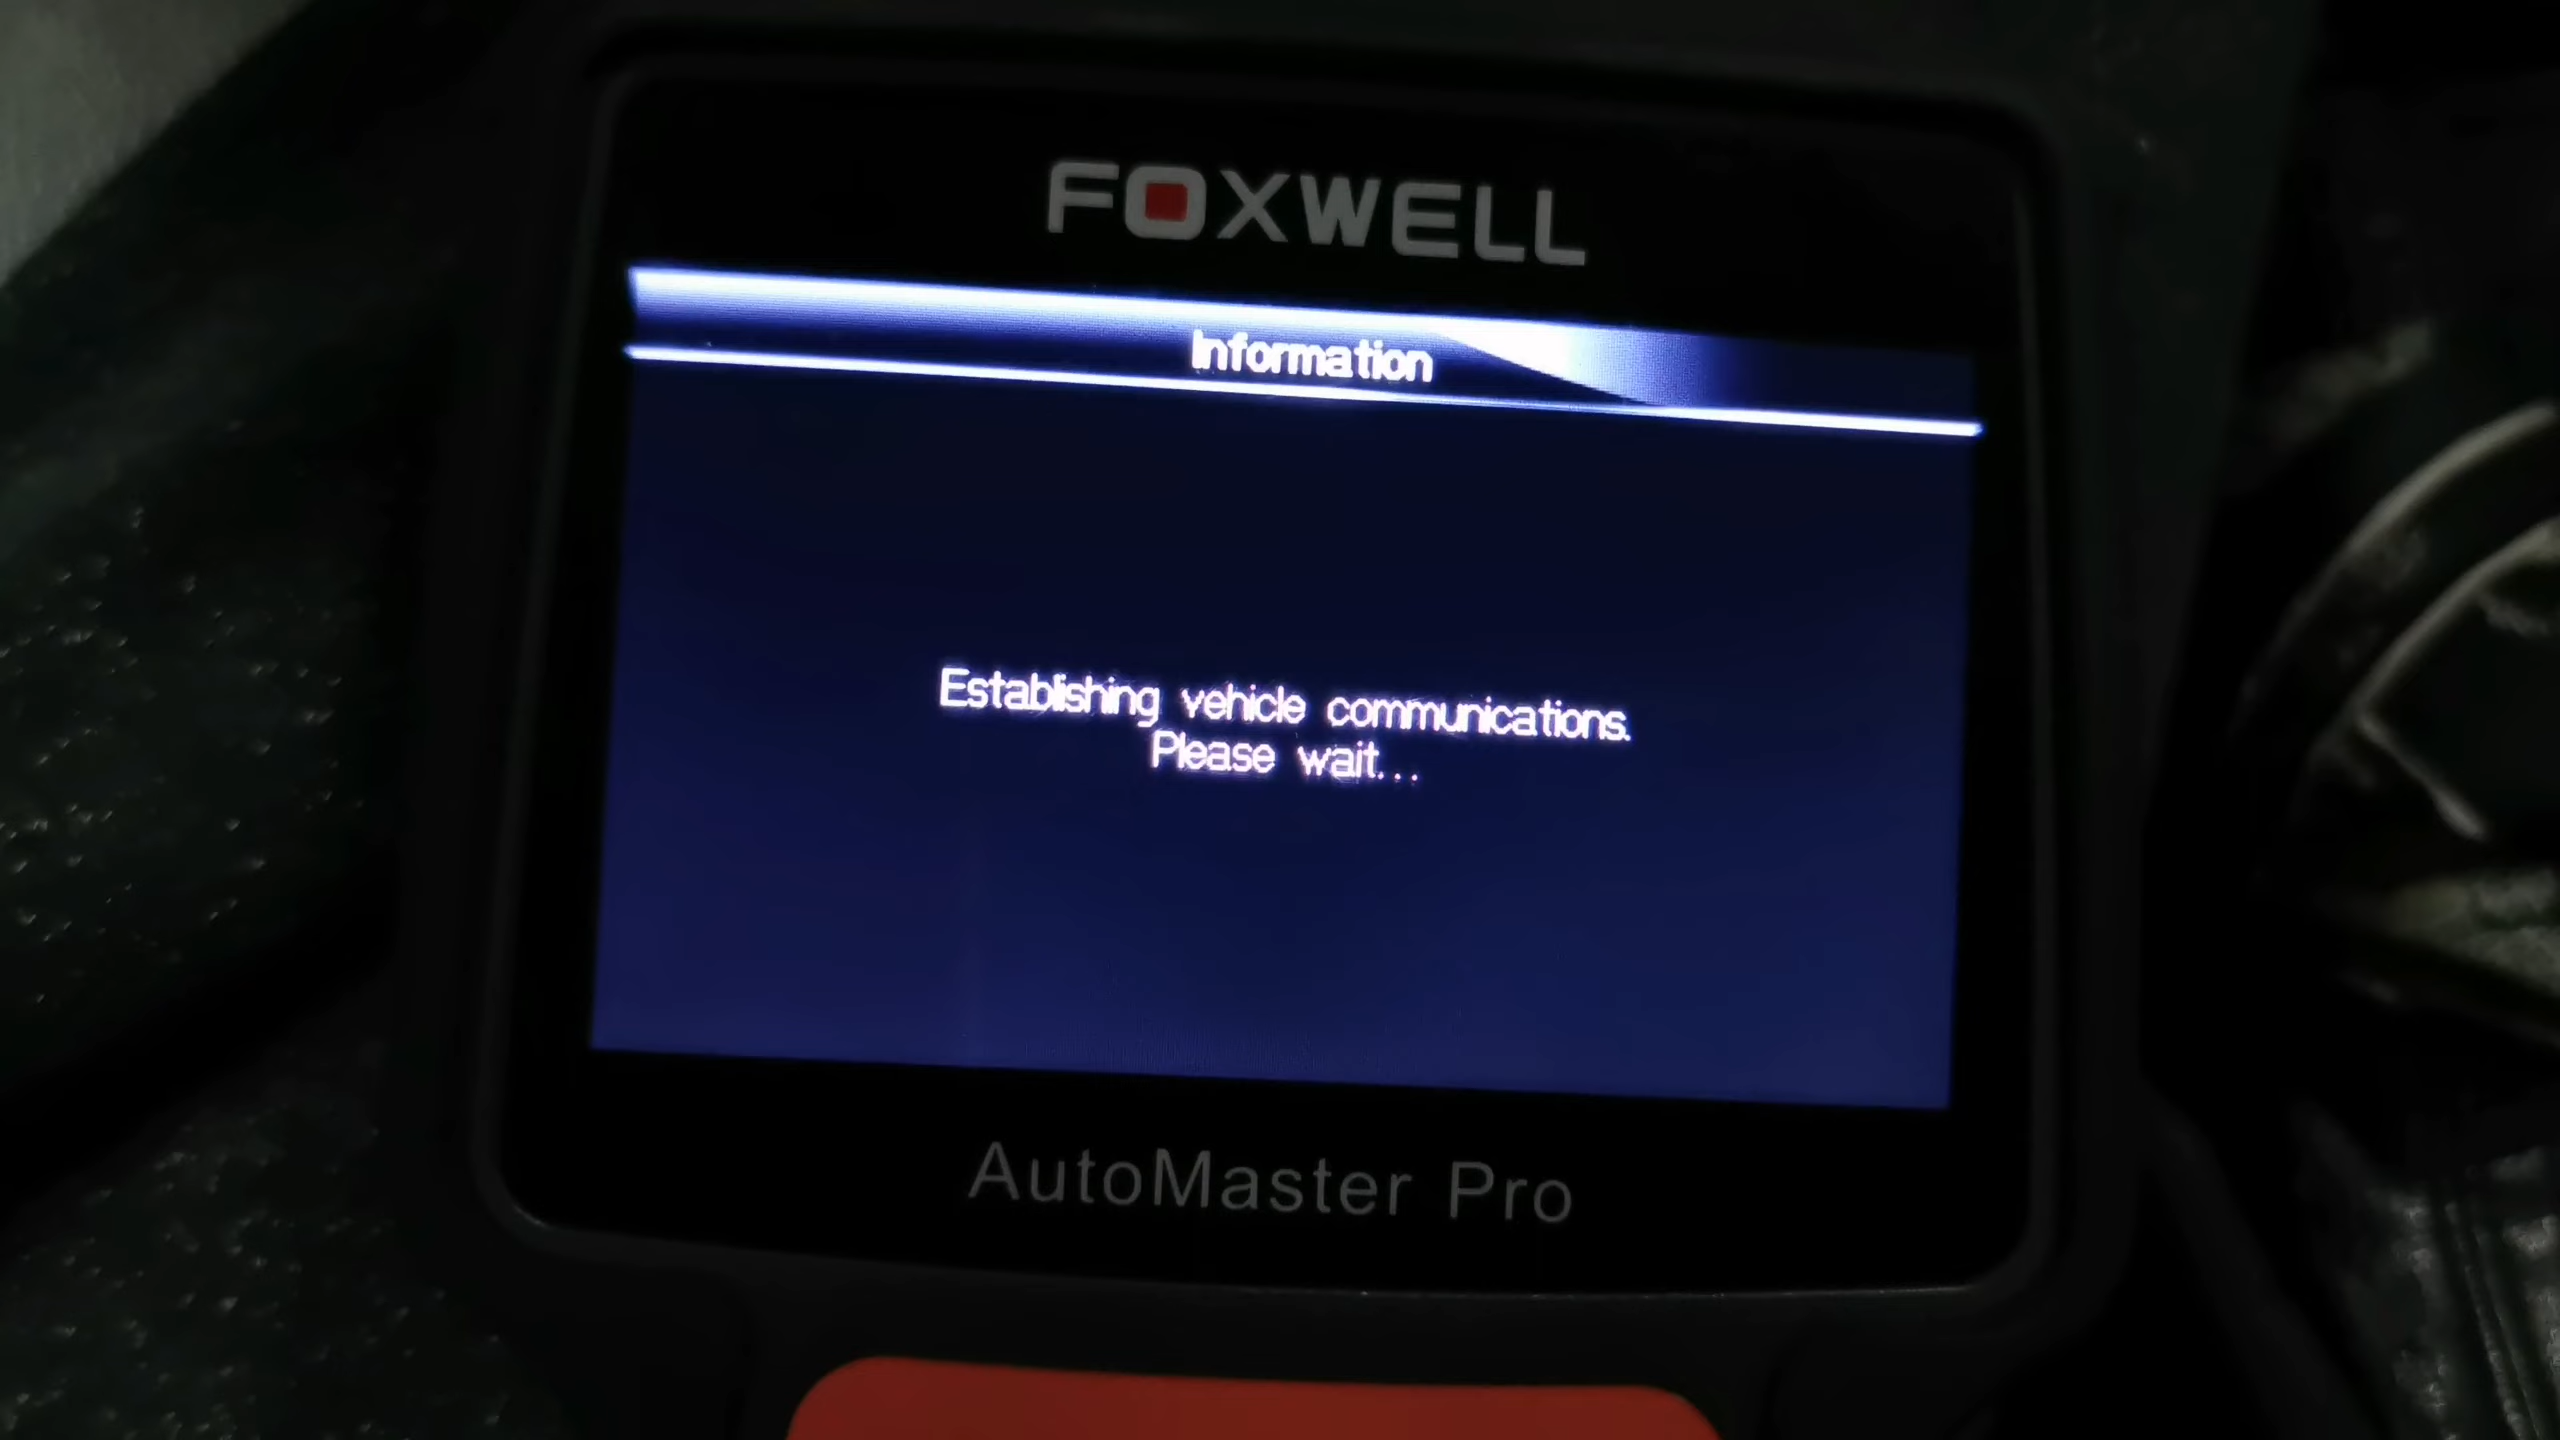 FOXWELL
Information
Establishing vehicle communications.
Please wait...
AutoMaster Pro